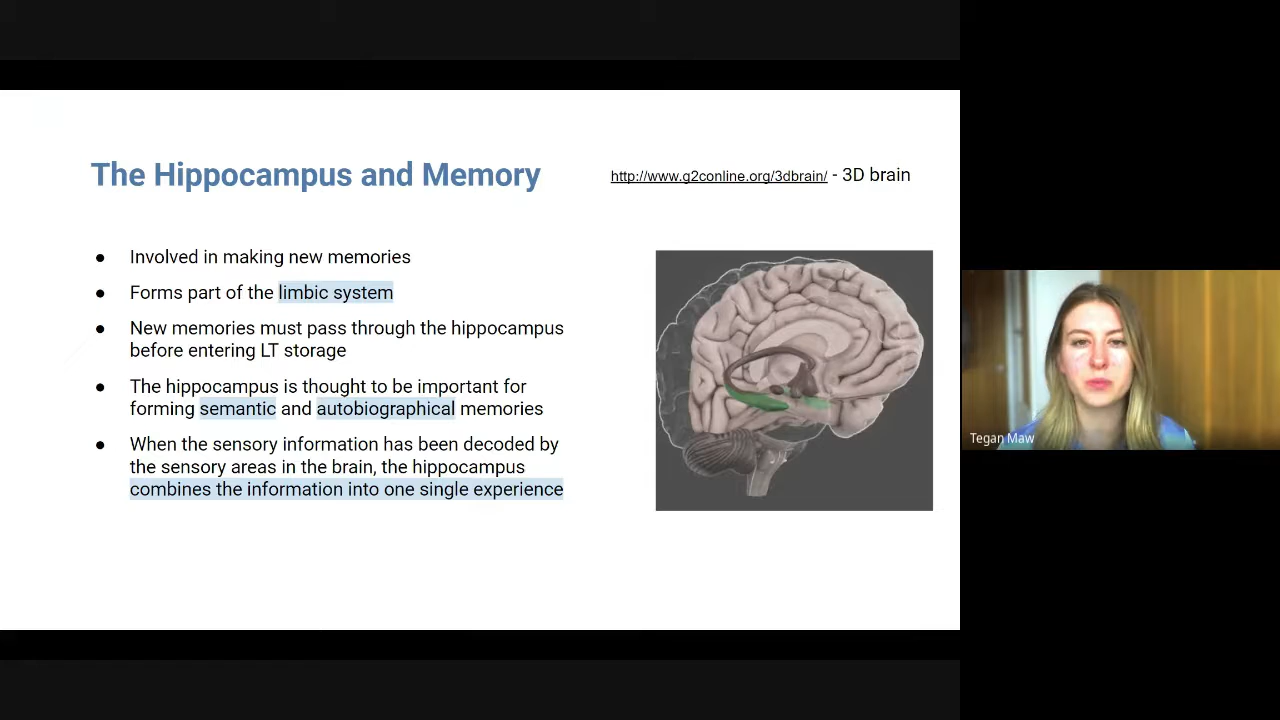 The Hippocampus and Memory
http://www.g2conline.org/3dbrain/ - 3D brain
● Involved in making new memories
● Forms part of the limbic system
● New memories must pass through the hippocampus
before entering LT storage
● The hippocampus is thought to be important for
forming semantic and autobiographical memories
● When the sensory information has been decoded by
the sensory areas in the brain, the hippocampus
combines the information into one single experience
Tegan Maw